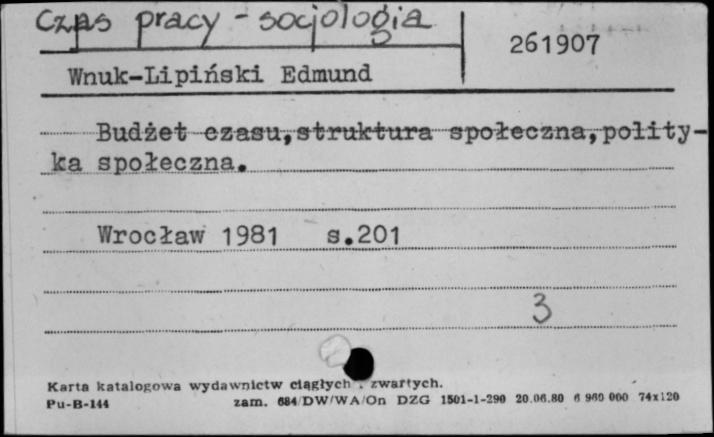 Czas pracy - socjologia
261907
Wnuk-Lipiński Edmund
Budżet czasu,struktura społeczna,polity-
ka społeczna.
Wrocław 1981 s.201
3
Karta katalogowa wydawnictw ciągłych i zwartych.
Pu-B-144 zam. 684/DW/WA/On DZG 1501-1-290 20.06.80 6 960 000 74x120